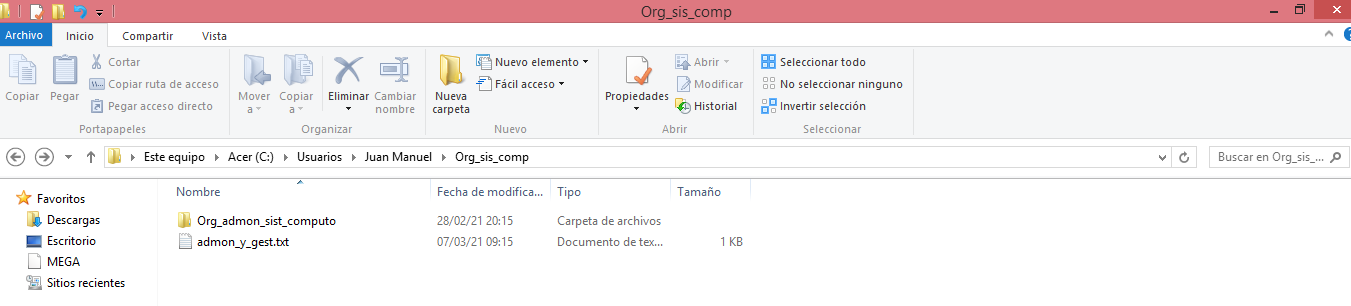 Org_sis_comp
Archivo Inicio Compartir Vista
Copiar
Pegar
Cortar
Copiar ruta de acceso
Pegar acceso directo
Portapapeles
Mover a
Copiar a
Eliminar
Cambiar nombre
Organizar
Nueva carpeta
Nuevo elemento
Fácil acceso
Nuevo
Propiedades
Abrir
Modificar
Historial
Abrir
Seleccionar todo
No seleccionar ninguno
Invertir selección
Seleccionar
Este equipo Acer (C:) Usuarios Juan Manuel Org_sis_comp
Buscar en Org_sis_...
Favoritos
Descargas
Escritorio
MEGA
Sitios recientes
Nombre Fecha de modifica... Tipo Tamaño
Org_admon_sist_computo 28/02/21 20:15 Carpeta de archivos
admon_y_gest.txt 07/03/21 09:15 Documento de tex... 1 KB